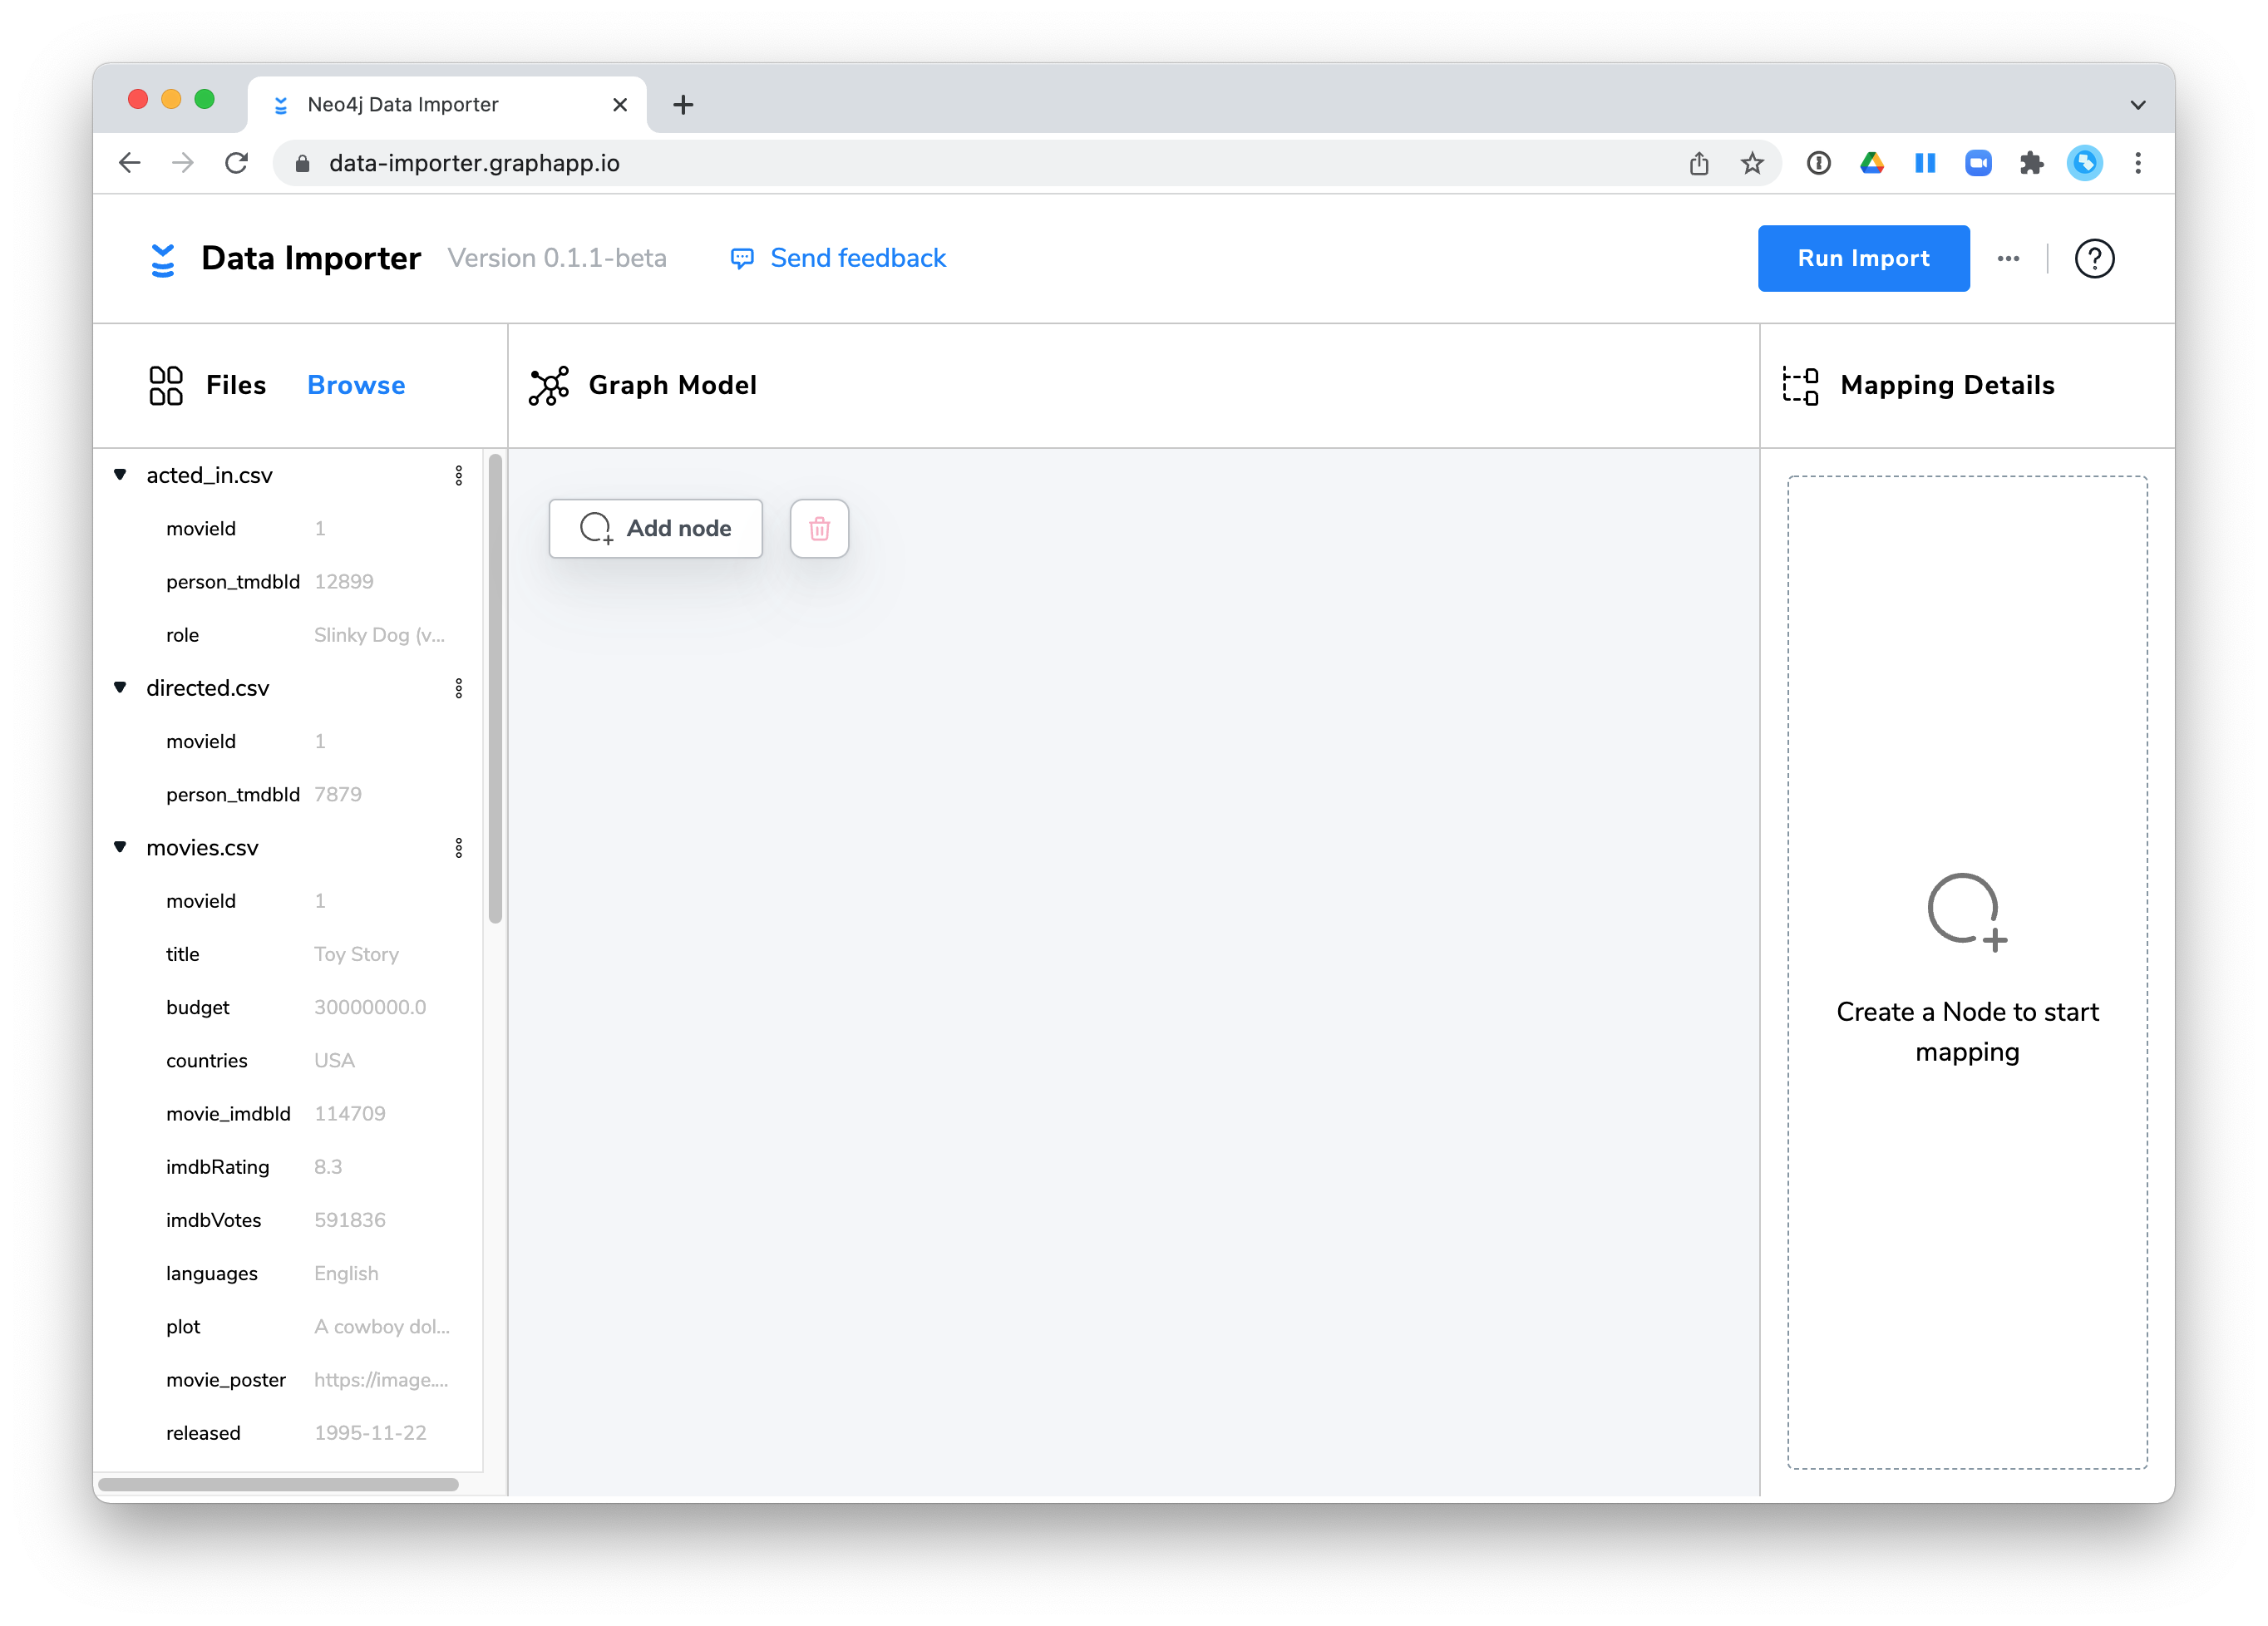 Neo4j Data Importer
data-importer.graphapp.io
Data Importer Version 0.1.1-beta Send feedback Run Import
Files Browse
Graph Model
Mapping Details
acted_in.csv
movieId 1
person_tmdbId 12899
role Slinky Dog (v...
directed.csv
movieId 1
person_tmdbId 7879
movies.csv
movieId 1
title Toy Story
budget 30000000.0
countries USA
movie_imdbId 114709
imdbRating 8.3
imdbVotes 591836
languages English
plot A cowboy dol...
movie_poster https://image....
released 1995-11-22
Add node
Create a Node to start
mapping